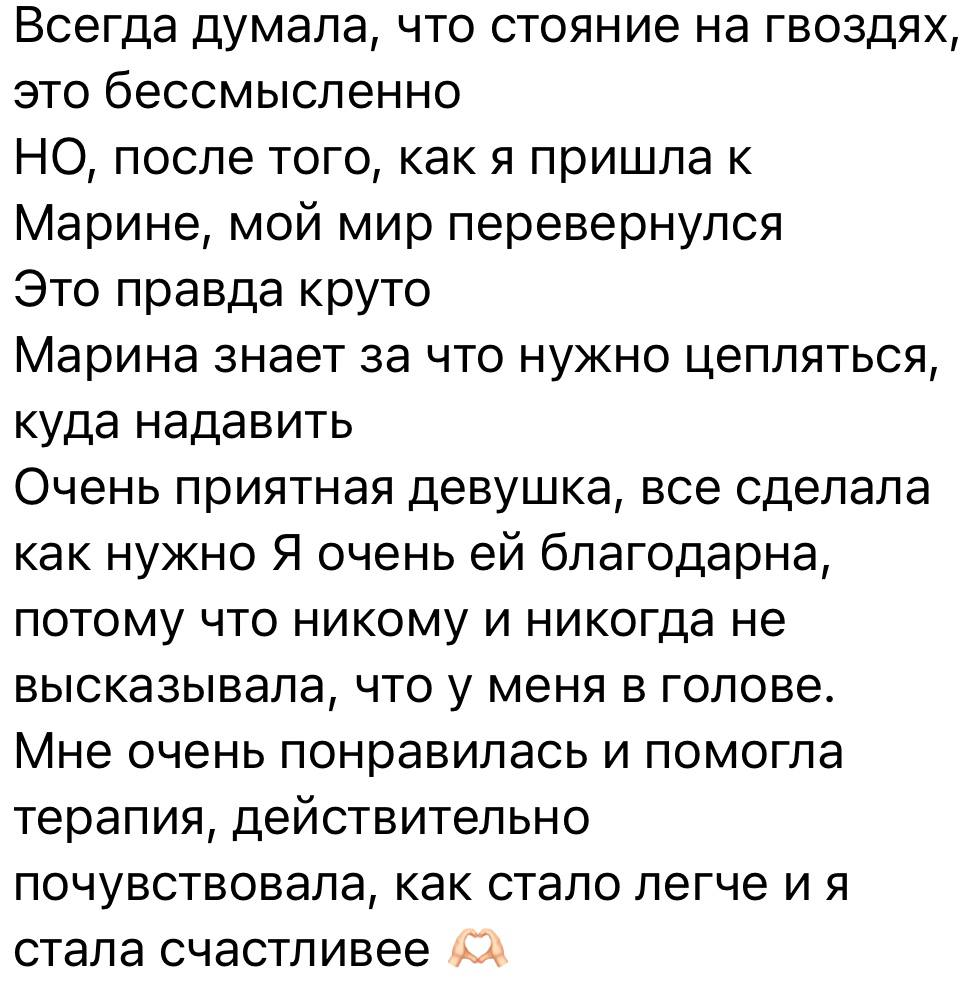 Всегда думала, что стояние на гвоздях,
это бессмысленно
НО, после того, как я пришла к
Марине, мой мир перевернулся
Это правда круто
Марина знает за что нужно цепляться,
куда надавить
Очень приятная девушка, все сделала
как нужно Я очень ей благодарна,
потому что никому и никогда не
высказывала, что у меня в голове.
Мне очень понравилась и помогла
терапия, действительно
почувствовала, как стало легче и я
стала счастливее 🫶🏻